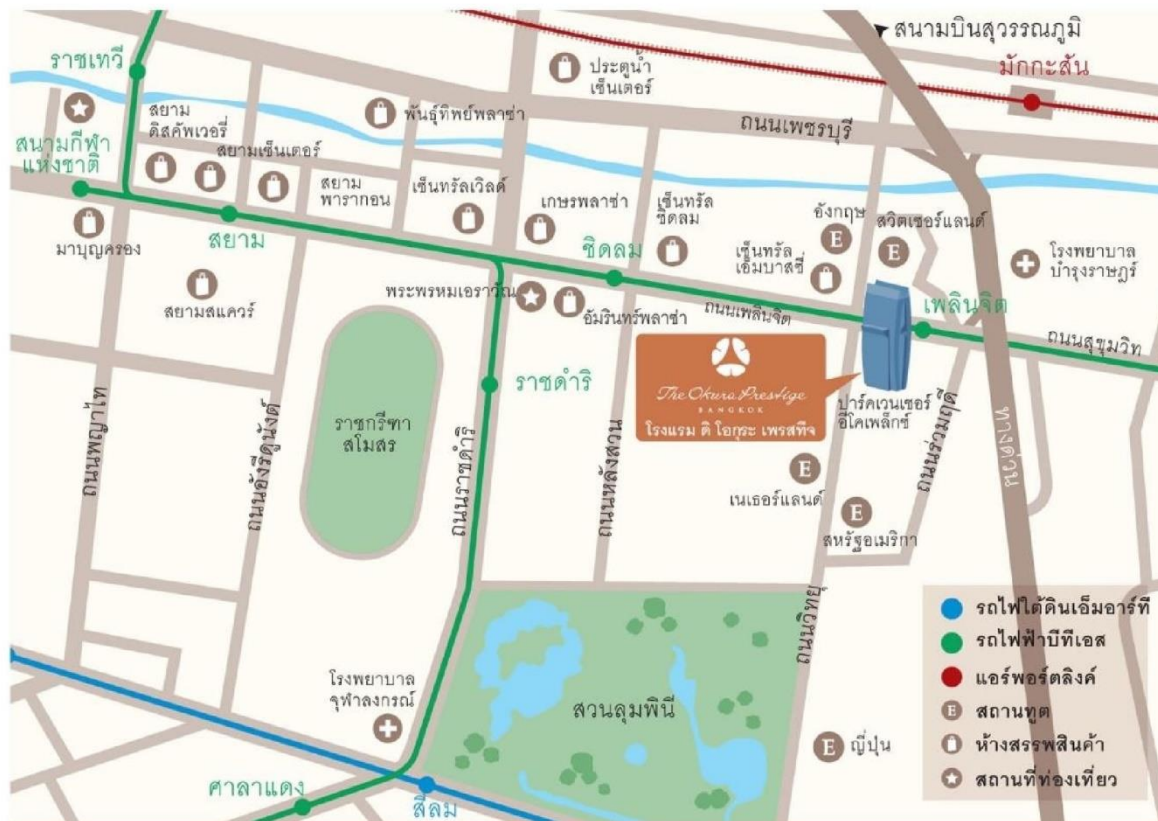 สนามบินสุวรรณภูมิ
มักกะสัน
ราชเทวี
ประตูน้ำ
เซ็นเตอร์
พันธุ์ทิพย์พลาซ่า
ถนนเพชรบุรี
สนามกีฬา
แห่งชาติ
สยาม
ดิสคัพเวอรี่
สยามเซ็นเตอร์
สยาม
พารากอน
เซ็นทรัลเวิลด์
เกษรพลาซ่า
เซ็นทรัล
ชิดลม
อังกฤษ
สวิตเซอร์แลนด์
มาบุญครอง
สยาม
ชิดลม
เซ็นทรัล
เอ็มบาสซี่
โรงพยาบาล
บำรุงราษฎร์
สยามสแควร์
พระพรหมเอราวัณ
อัมรินทร์พลาซ่า
ถนนเพลินจิต
เพลินจิต
ถนนสุขุมวิท
ราชดำริ
The Okura Prestige
BANGKOK
โรงแรม ดิ โอกุระ เพรสทีจ
ปาร์คเวนเชอร์
อีโคเพล็กซ์
ราชกรีฑา
สโมสร
ถนนพญาไท
ถนนอังรีดูนังต์
ถนนราชดำริ
ถนนหลังสวน
ถนนร่วมฤดี
ทางด่วน
เนเธอร์แลนด์
สหรัฐอเมริกา
ถนนวิทยุ
โรงพยาบาล
จุฬาลงกรณ์
สวนลุมพินี
ญี่ปุ่น
ศาลาแดง
สีลม
รถไฟใต้ดินเอ็มอาร์ที
รถไฟฟ้าบีทีเอส
แอร์พอร์ตลิงค์
E สถานทูต
ห้างสรรพสินค้า
สถานที่ท่องเที่ยว